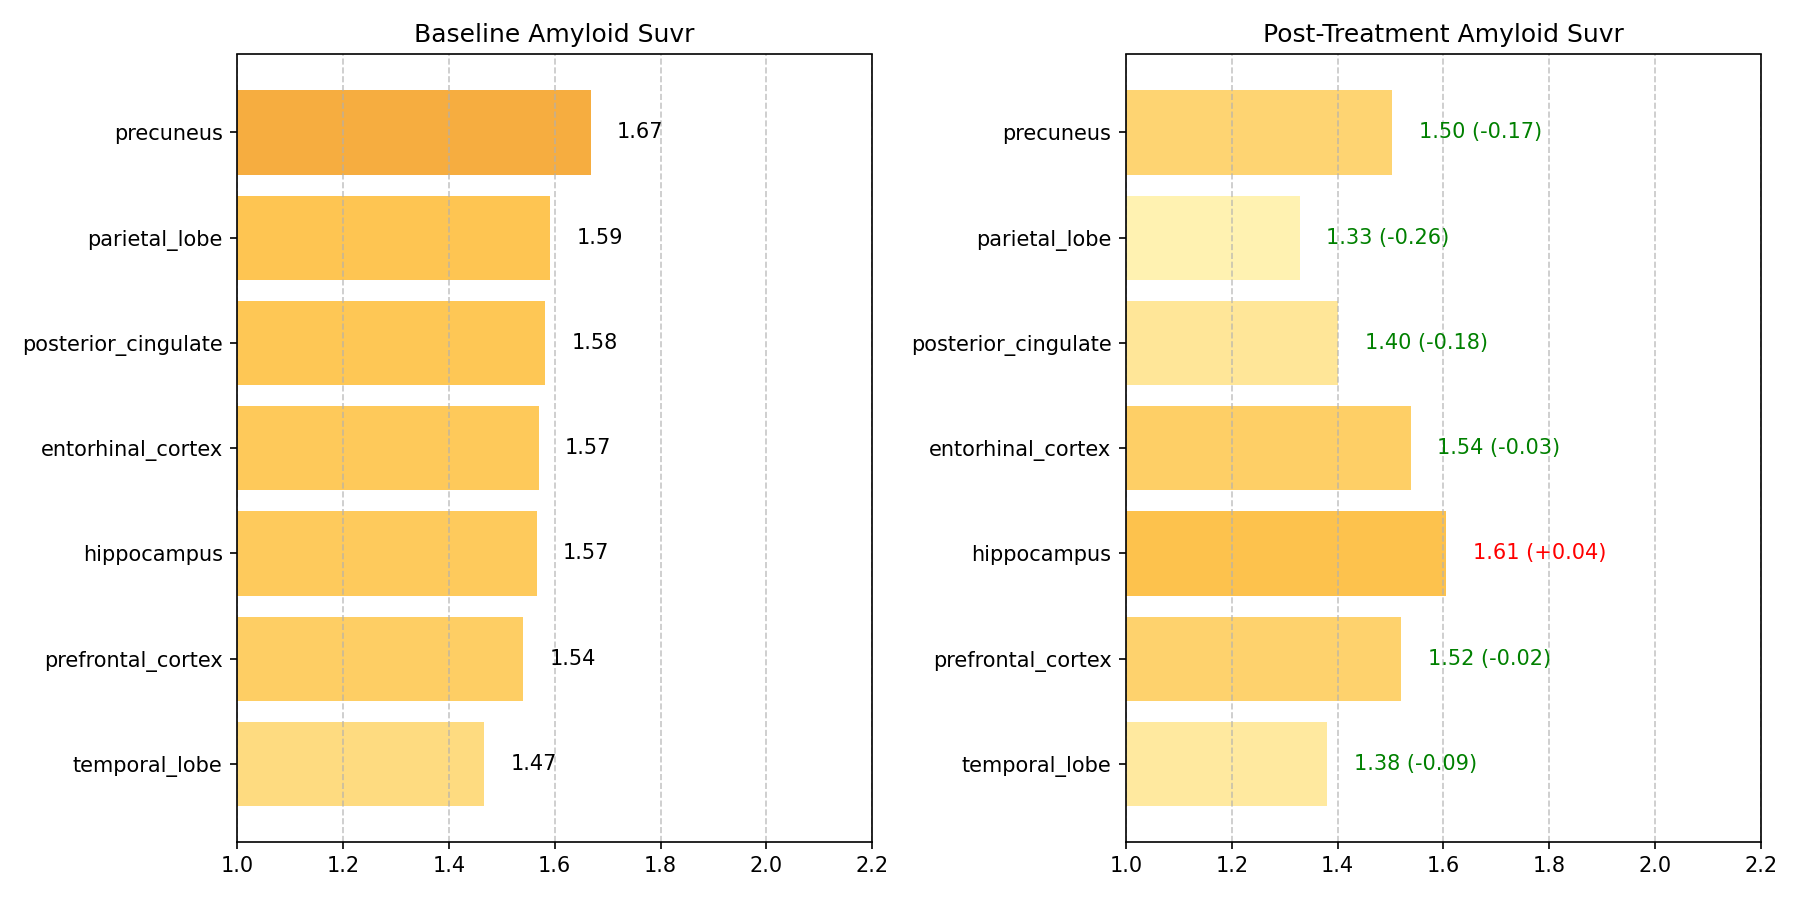 Baseline Amyloid Suvr
precuneus
1.67
parietal_lobe
1.59
posterior_cingulate
1.58
entorhinal_cortex
1.57
hippocampus
1.57
prefrontal_cortex
1.54
temporal_lobe
1.47
1.0 1.2 1.4 1.6 1.8 2.0 2.2
Post-Treatment Amyloid Suvr
precuneus
1.50 (-0.17)
parietal_lobe
1.33 (-0.26)
posterior_cingulate
1.40 (-0.18)
entorhinal_cortex
1.54 (-0.03)
hippocampus
1.61 (+0.04)
prefrontal_cortex
1.52 (-0.02)
temporal_lobe
1.38 (-0.09)
1.0 1.2 1.4 1.6 1.8 2.0 2.2